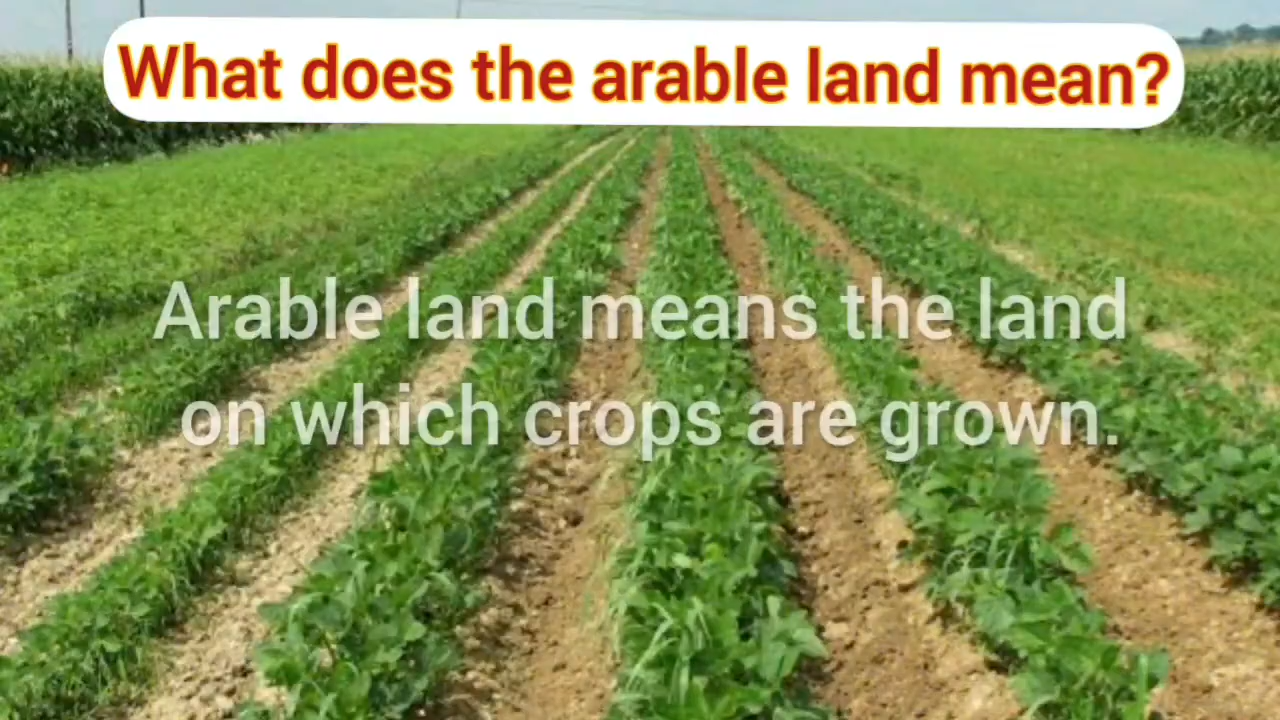 What does the arable land mean?
Arable land means the land
on which crops are grown.